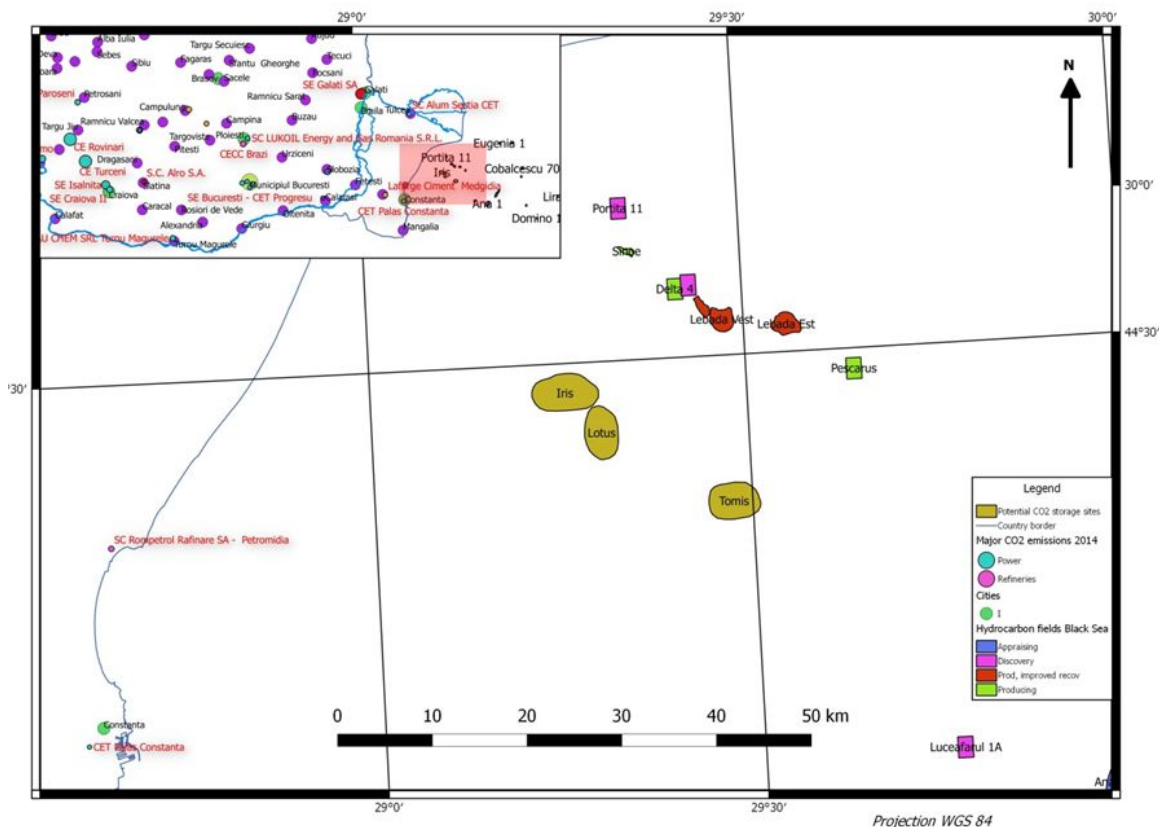 29°0'
29°30'
30°0'
Alba Iulia
Targu Secuiesc
Deva
Sebes
Sibiu
Fagaras
Sfantu Gheorghe
Tecuci
Brasov
Sacele
Focsani
Paroseni
Petrosani
SE Galati SA
Galati
Ramnicu Sarat
Campulung
Braila
Tulcea
SC Alum
CET
Targu Jiu
Ramnicu Valcea
Campina
Buzau
CE Rovinari
Targoviste
Ploiesti
SC LUKOIL Energy and Gas Romania S.R.L.
Eugenia 1
Dragasani
Pitesti
CECC Brazi
Urziceni
Portita 11
CE Turceni
S.C. Alro S.A.
Slobozia
Iris
Cobalcescu 70
SE Isalnita
Slatina
Municipiul Bucuresti
Fetesti
Lafarge Ciment Medgidia
Craiova
SE Craiova II
SE Bucuresti - CET Progresu
Calarasi
Constanta
Ana 1
Calafat
Caracal
Rosiori de Vede
Oltenita
CET Palas Constanta
Domino 1
Alexandria
Giurgiu
Mangalia
Turnu Magurele
N
30°0'
Portita 11
Sinoe
Delta 4
Lebada Vest
Lebada Est
44°30'
Pescarus
Iris
Lotus
Tomis
SC Rompetrol Rafinare SA - Petromidia
Legend
Potential CO2 storage sites
Country border
Major CO2 emissions 2014
Power
Refineries
Cities
I
Hydrocarbon fields Black Sea
Appraising
Discovery
Prod, improved recov
Producing
0 10 20 30 40 50 km
Constanta
CET Palas Constanta
Luceafarul 1A
29°0'
29°30'
Projection WGS 84